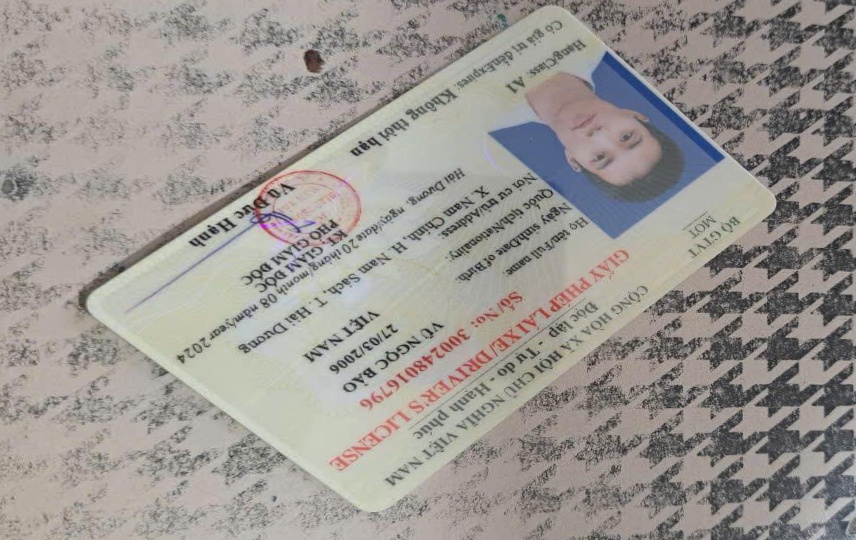 BỘ GTVT
MOT
CỘNG HÒA XÃ HỘI CHỦ NGHĨA VIỆT NAM
Độc lập - Tự do - Hạnh phúc
GIẤY PHÉP LÁI XE/ DRIVER'S LICENSE
Số/ No: 300248016796
Họ tên/Full name VŨ NGỌC BẢO
Ngày sinh/Date of Birth 27/03/2006
Quốc tịch/Nationality: VIỆT NAM
Nơi cư trú/Address:
X. Nam Chính, H. Nam Sách, T. Hải Dương
Hải Dương ngày/date 20 tháng/month 08 năm/year 2024
KT. GIÁM ĐỐC
PHÓ GIÁM ĐỐC
Hạng/Class: A1
Có giá trị đến/Expires: Không thời hạn
Vũ Đức Hạnh